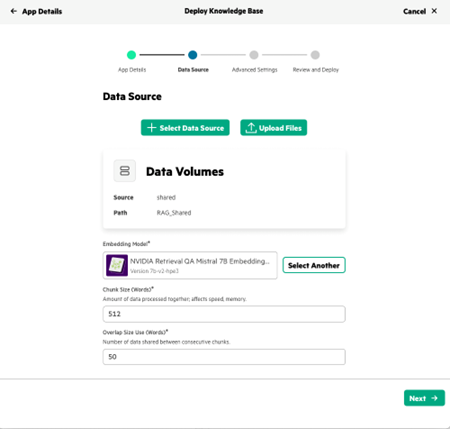 ← App Details
Deploy Knowledge Base
Cancel ×
App Details
Data Source
Advanced Settings
Review and Deploy
Data Source
+ Select Data Source
Upload Files
Data Volumes
Source shared
Path RAG_Shared
Embedding Model*
NVIDIA Retrieval QA Mistral 7B Embedding...
Version 7b-v2-hpe3
Select Another
Chunk Size (Words)*
Amount of data processed together; affects speed, memory.
512
Overlap Size Use (Words)*
Number of data shared between consecutive chunks.
50
Next →